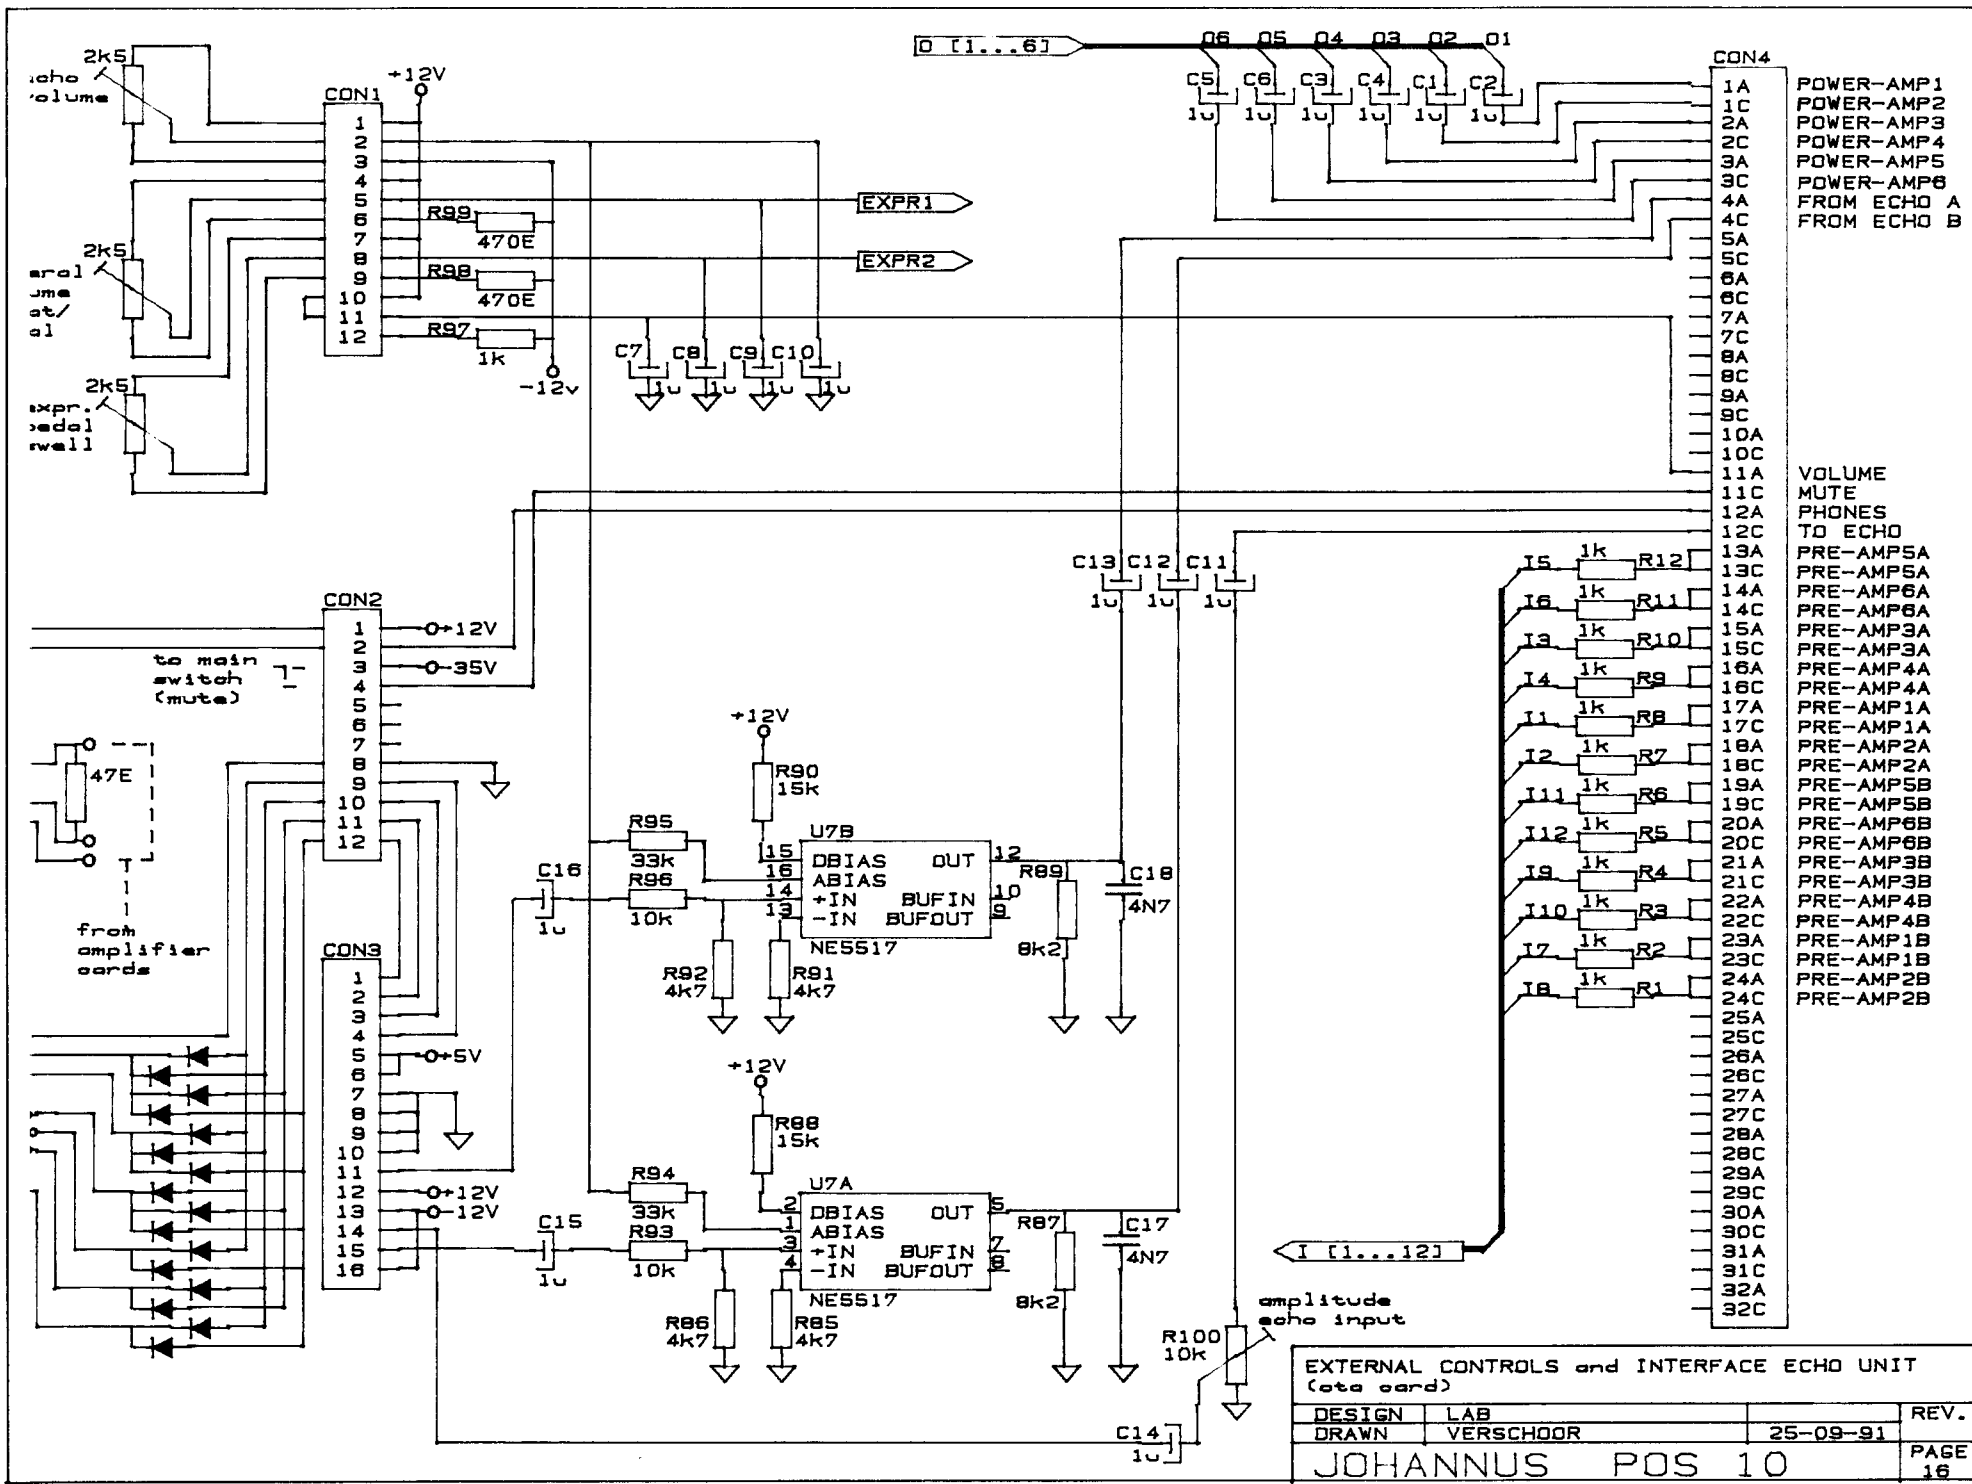 2k5
echo
volume
CON1
+12V
1
2
3
4
5
6
7
8
9
10
11
12
R99
470E
R98
470E
R97
1k
-12v
EXPR1
EXPR2
C7
1u
C8
1u
C9
1u
C10
1u
2k5
2k5
expr.
pedal
swell
O [1...6]
O6
O5
O4
O3
O2
O1
C5
1u
C6
1u
C3
1u
C4
1u
C1
1u
C2
1u
CON4
1A POWER-AMP1
1C POWER-AMP2
2A POWER-AMP3
2C POWER-AMP4
3A POWER-AMP5
3C POWER-AMP6
4A FROM ECHO A
4C FROM ECHO B
5A
5C
6A
6C
7A
7C
8A
8C
9A
9C
10A
10C
11A VOLUME
11C MUTE
12A PHONES
12C TO ECHO
13A PRE-AMP5A
13C PRE-AMP5A
14A PRE-AMP6A
14C PRE-AMP6A
15A PRE-AMP3A
15C PRE-AMP3A
16A PRE-AMP4A
16C PRE-AMP4A
17A PRE-AMP1A
17C PRE-AMP1A
18A PRE-AMP2A
18C PRE-AMP2A
19A PRE-AMP5B
19C PRE-AMP5B
20A PRE-AMP6B
20C PRE-AMP6B
21A PRE-AMP3B
21C PRE-AMP3B
22A PRE-AMP4B
22C PRE-AMP4B
23A PRE-AMP1B
23C PRE-AMP1B
24A PRE-AMP2B
24C PRE-AMP2B
25A
25C
26A
26C
27A
27C
28A
28C
29A
29C
30A
30C
31A
31C
32A
32C
I5 1k R12
I6 1k R11
I3 1k R10
I4 1k R9
I1 1k R8
I2 1k R7
I11 1k R6
I12 1k R5
I9 1k R4
I10 1k R3
I7 1k R2
I8 1k R1
I [1...12]
C13
1u
C12
1u
C11
1u
CON2
1
2
3
4
5
6
7
8
9
10
11
12
+12V
-35V
to main
switch
(mute)
47E
from
amplifier
cards
CON3
1
2
3
4
5
6
7
8
9
10
11
12
13
14
15
16
+5V
+12V
-12V
+12V
R90
15k
R95
33k
R96
10k
C16
1u
U7B
15 DBIAS OUT 12
16 ABIAS
14 +IN BUFIN 10
13 -IN BUFOUT 9
NE5517
R92
4k7
R91
4k7
R89
8k2
C18
4N7
+12V
R88
15k
R94
33k
R93
10k
C15
1u
U7A
2 DBIAS OUT 5
1 ABIAS
3 +IN BUFIN 7
4 -IN BUFOUT 8
NE5517
R86
4k7
R85
4k7
R87
8k2
C17
4N7
amplitude
echo input
R100
10k
C14
1u
EXTERNAL CONTROLS and INTERFACE ECHO UNIT
(ota card)
DESIGN LAB REV.
DRAWN VERSCHOOR 25-09-91
JOHANNUS POS 10 PAGE
16